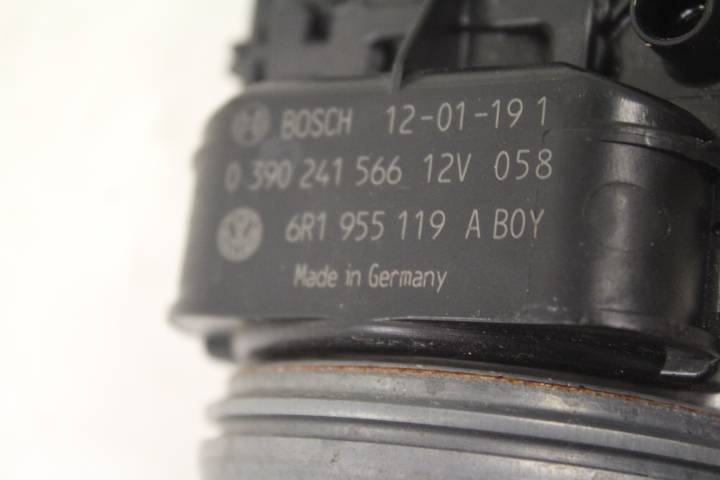 BOSCH 12-01-19 1
0 390 241 566 12V 058
6R1 955 119 A BOY
Made in Germany